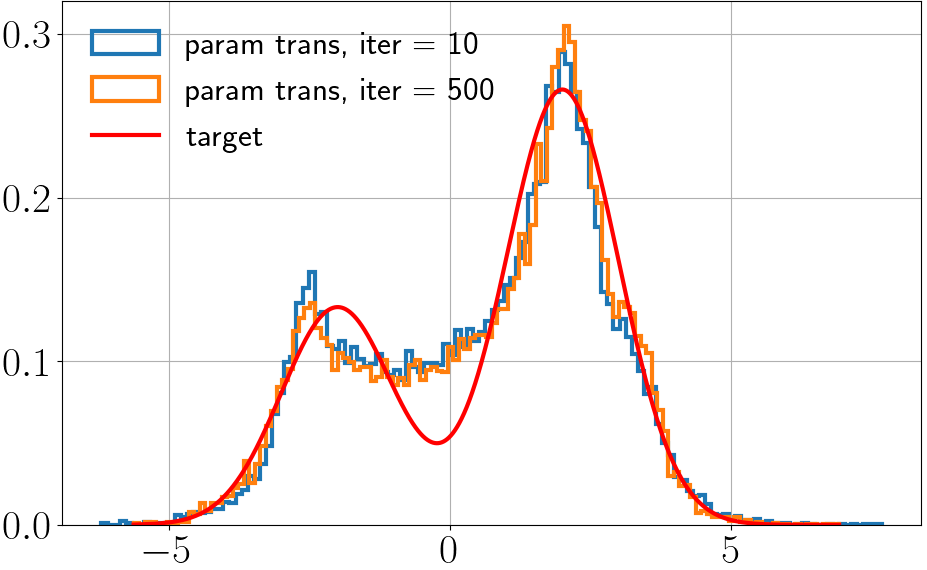 0.3
param trans, iter = 10
param trans, iter = 500
target
0.2
0.1
0.0
−5
0
5